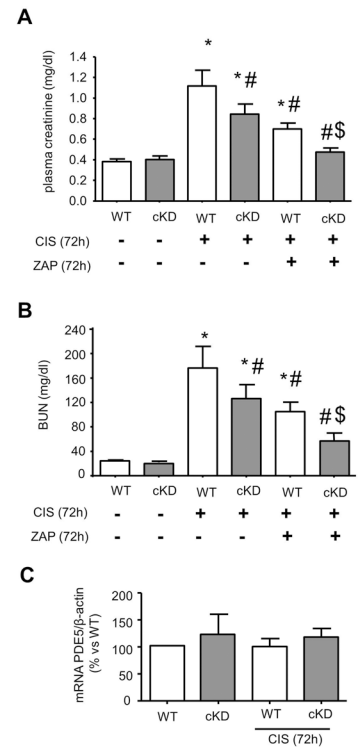 A
plasma creatinine (mg/dl)
1.4
1.2
1.0
0.8
0.6
0.4
0.2
0.0
*
*#
*#
#$
WT cKD WT cKD WT cKD
CIS (72h) - - + + + +
ZAP (72h) - - - - + +
B
BUN (mg/dl)
200
160
120
80
40
0
*
*#
*#
#$
WT cKD WT cKD WT cKD
CIS (72h) - - + + + +
ZAP (72h) - - - - + +
C
mRNA PDE5/β-actin
(% vs WT)
200
150
100
50
0
WT cKD WT cKD
CIS (72h)